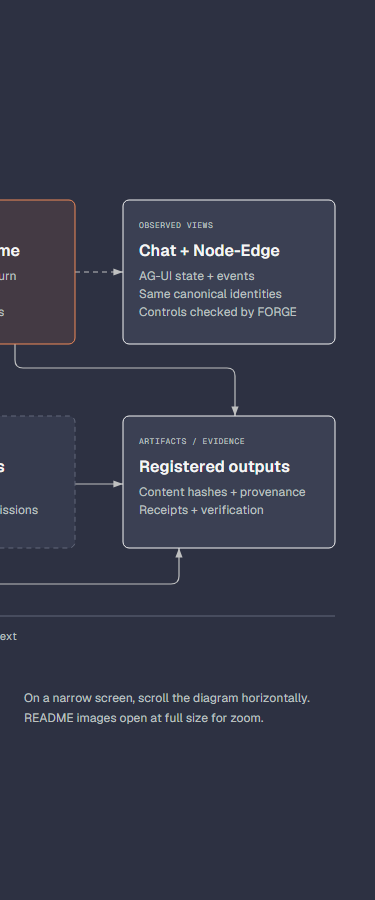 OBSERVED VIEWS
me
Chat + Node-Edge
urn
AG-UI state + events
Same canonical identities
s
Controls checked by FORGE
ARTIFACTS / EVIDENCE
s
Registered outputs
Content hashes + provenance
issions
Receipts + verification
ext
On a narrow screen, scroll the diagram horizontally.
README images open at full size for zoom.